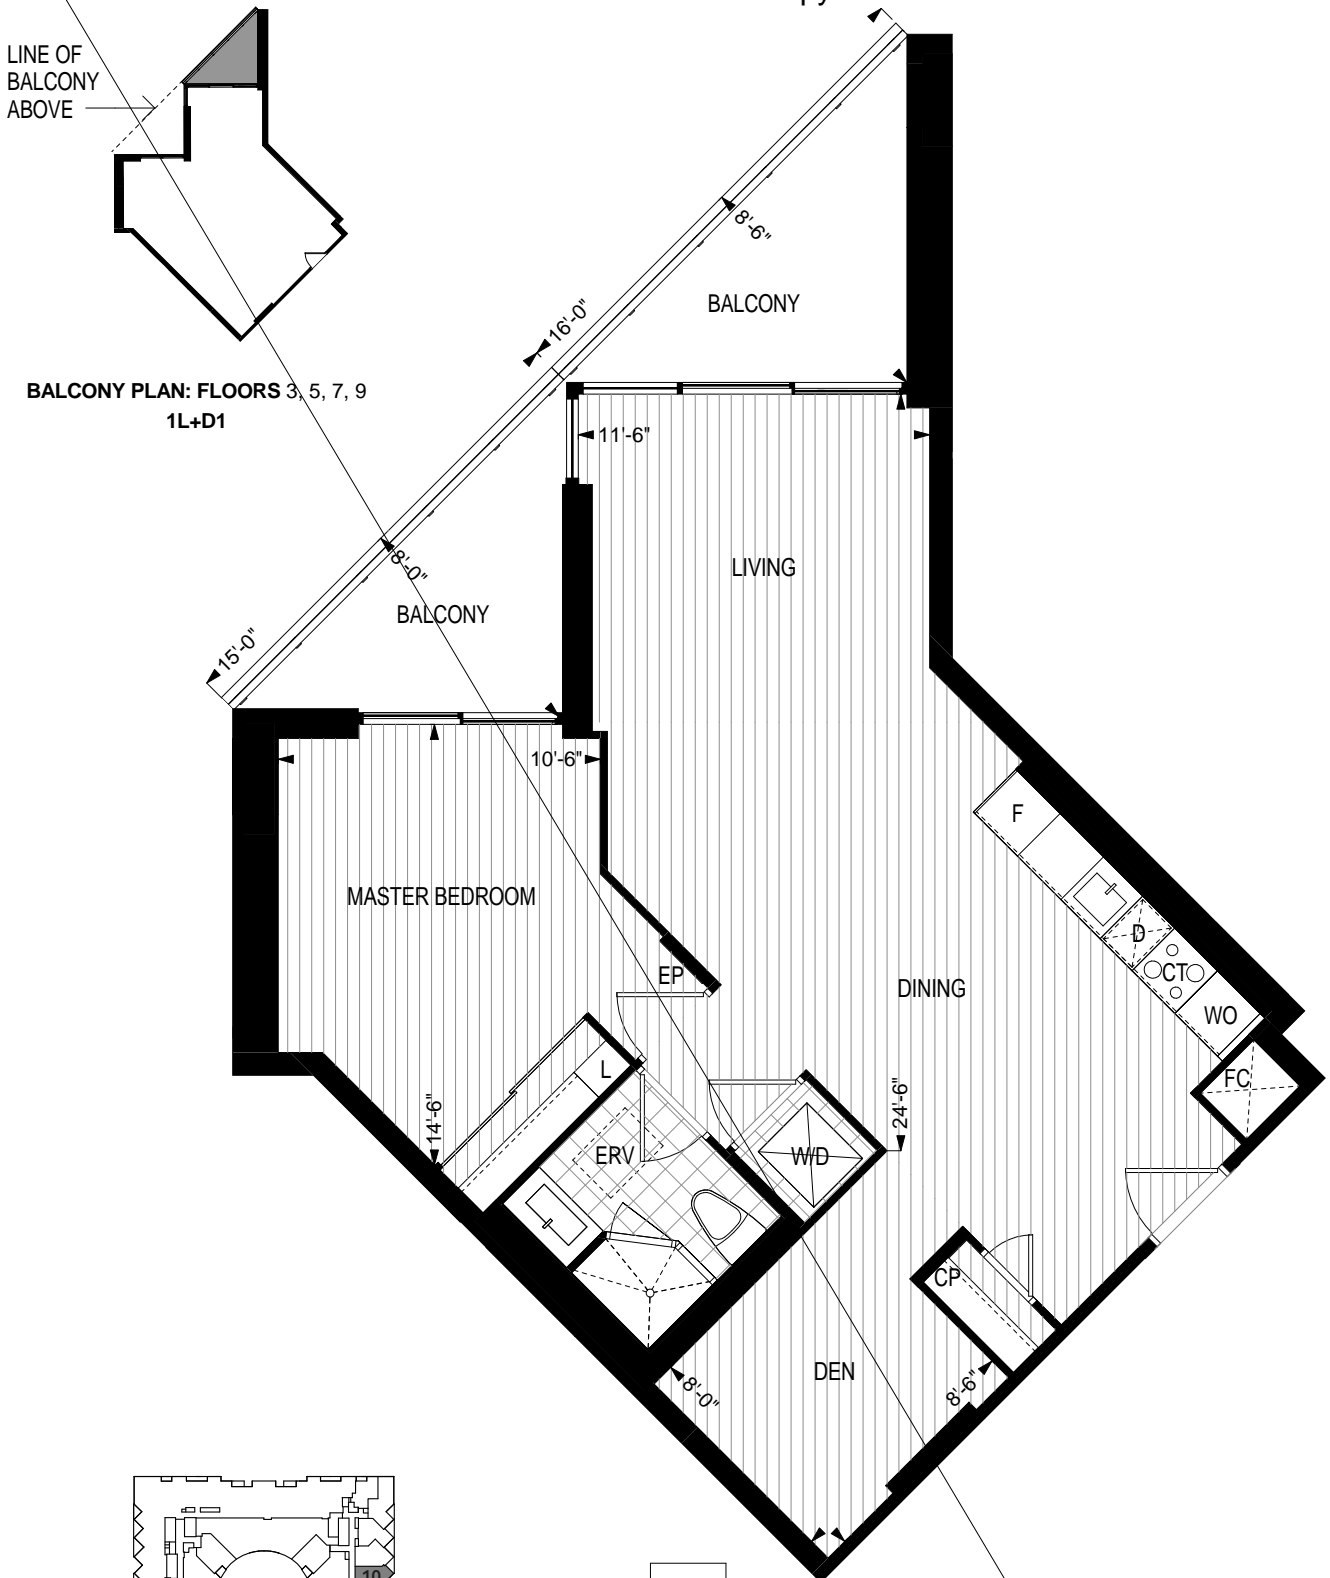 py
LINE OF
BALCONY
ABOVE
BALCONY PLAN: FLOORS 3, 5, 7, 9
1L+D1
8'-6"
BALCONY
16'-0"
11'-6"
LIVING
8'-0"
BALCONY
15'-0"
10'-6"
F
MASTER BEDROOM
D
EP
CT
DINING
WO
L
FC
14'-6"
24'-6"
ERV
W/D
CP
DEN
8'-0"
8'-6"
10